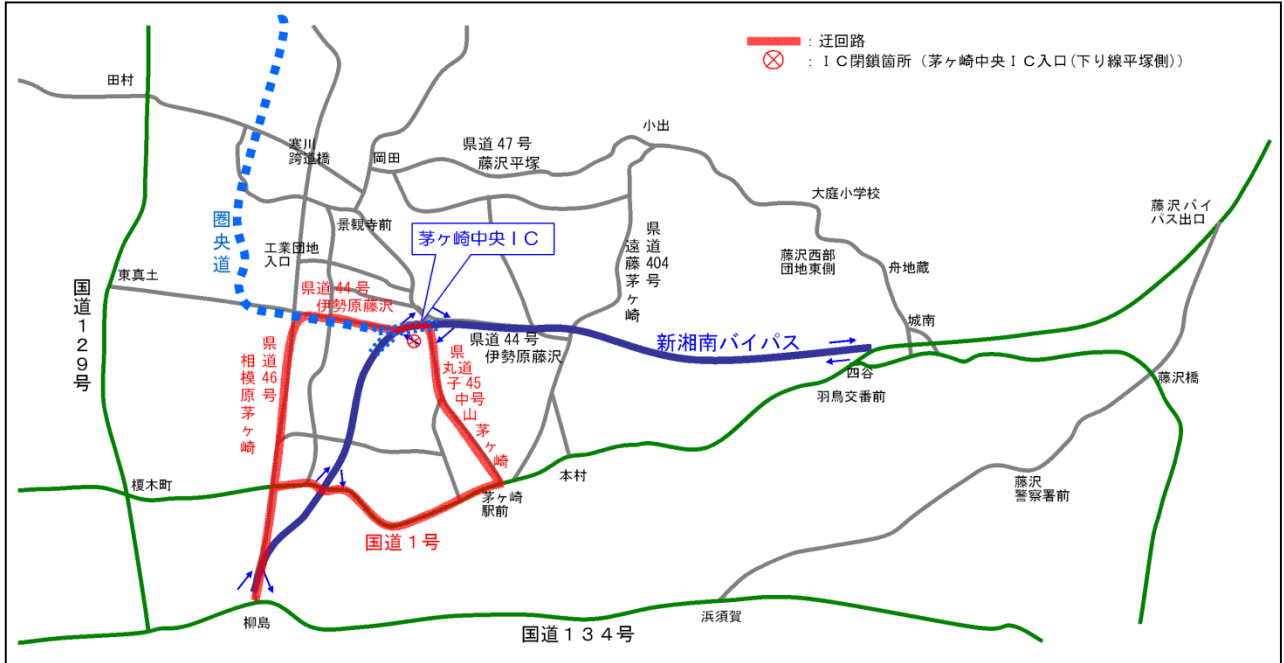 ：迂回路
：ＩＣ閉鎖箇所（茅ヶ崎中央ＩＣ入口(下り線平塚側)）
田村
寒川
跨道橋
岡田
県道47号
藤沢平塚
小出
大庭小学校
藤沢バイ
パス出口
圏央道
景観寺前
茅ヶ崎中央ＩＣ
県道404号
遠藤茅ヶ崎
藤沢西部
団地東側
舟地蔵
工業団地
入口
東真土
県道44号
伊勢原藤沢
国道129号
城南
県道44号
伊勢原藤沢
新湘南バイパス
県道46号
相模原茅ヶ崎
県道45号
丸子中山茅ヶ崎
四谷
羽鳥交番前
藤沢橋
本村
榎木町
茅ヶ崎
駅前
藤沢
警察署前
国道１号
柳島
浜須賀
国道１３４号